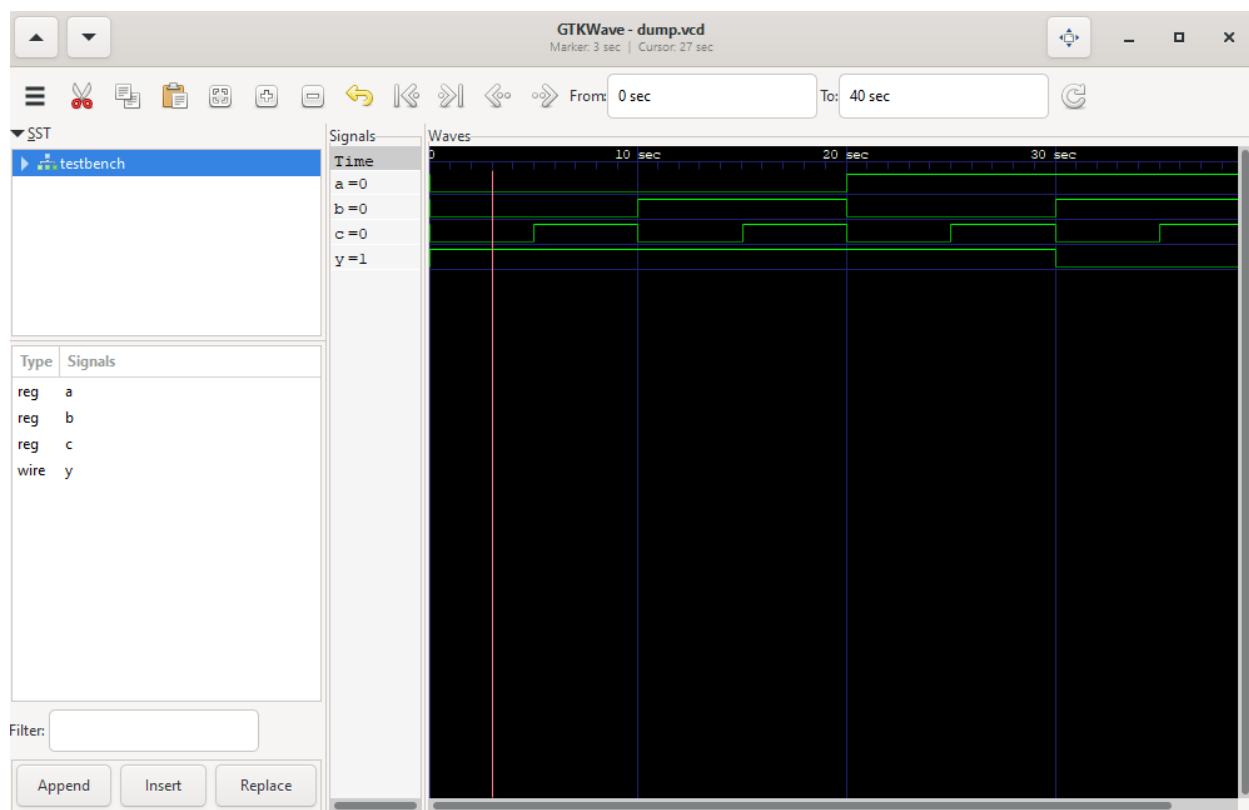 GTKWave - dump.vcd
Marker: 3 sec | Cursor: 27 sec
From: 0 sec To: 40 sec
SST
testbench
Type Signals
reg a
reg b
reg c
wire y
Filter:
Append Insert Replace
Signals
Time
a=0
b=0
c=0
y=1
Waves
0 10 sec 20 sec 30 sec